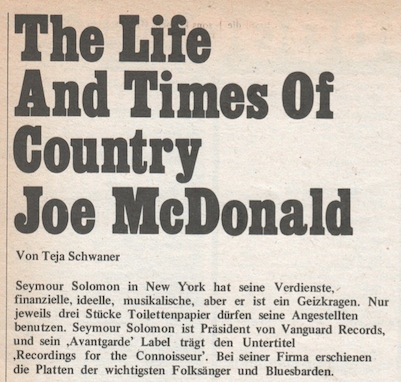 The Life
And Times Of
Country
Joe McDonald
Von Teja Schwaner
Seymour Solomon in New York hat seine Verdienste,
finanzielle, ideelle, musikalische, aber er ist ein Geizkragen. Nur
jeweils drei Stücke Toilettenpapier dürfen seine Angestellten
benutzen. Seymour Solomon ist Präsident von Vanguard Records,
und sein ‚Avantgarde' Label trägt den Untertitel
‚Recordings for the Connoisseur'. Bei seiner Firma erschienen
die Platten der wichtigsten Folksänger und Bluesbarden.